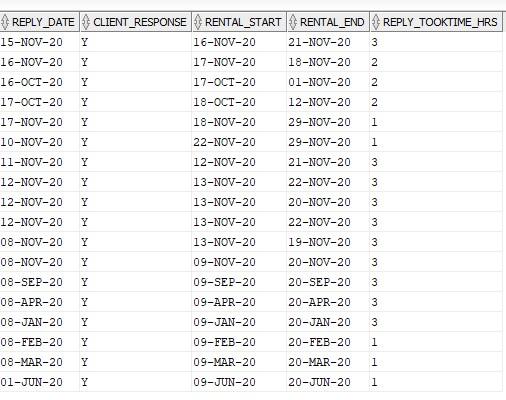 REPLY_DATE CLIENT_RESPONSE RENTAL_START RENTAL_END REPLY_TOOKTIME_HRS
15-NOV-20 Y 16-NOV-20 21-NOV-20 3
16-NOV-20 Y 17-NOV-20 18-NOV-20 2
16-OCT-20 Y 17-OCT-20 01-NOV-20 2
17-OCT-20 Y 18-OCT-20 12-NOV-20 2
17-NOV-20 Y 18-NOV-20 29-NOV-20 1
10-NOV-20 Y 22-NOV-20 29-NOV-20 1
11-NOV-20 Y 12-NOV-20 21-NOV-20 3
12-NOV-20 Y 13-NOV-20 22-NOV-20 3
12-NOV-20 Y 13-NOV-20 20-NOV-20 3
12-NOV-20 Y 13-NOV-20 22-NOV-20 3
08-NOV-20 Y 13-NOV-20 19-NOV-20 3
08-NOV-20 Y 09-NOV-20 20-NOV-20 3
08-SEP-20 Y 09-SEP-20 20-SEP-20 3
08-APR-20 Y 09-APR-20 20-APR-20 3
08-JAN-20 Y 09-JAN-20 20-JAN-20 3
08-FEB-20 Y 09-FEB-20 20-FEB-20 1
08-MAR-20 Y 09-MAR-20 20-MAR-20 1
01-JUN-20 Y 09-JUN-20 20-JUN-20 1